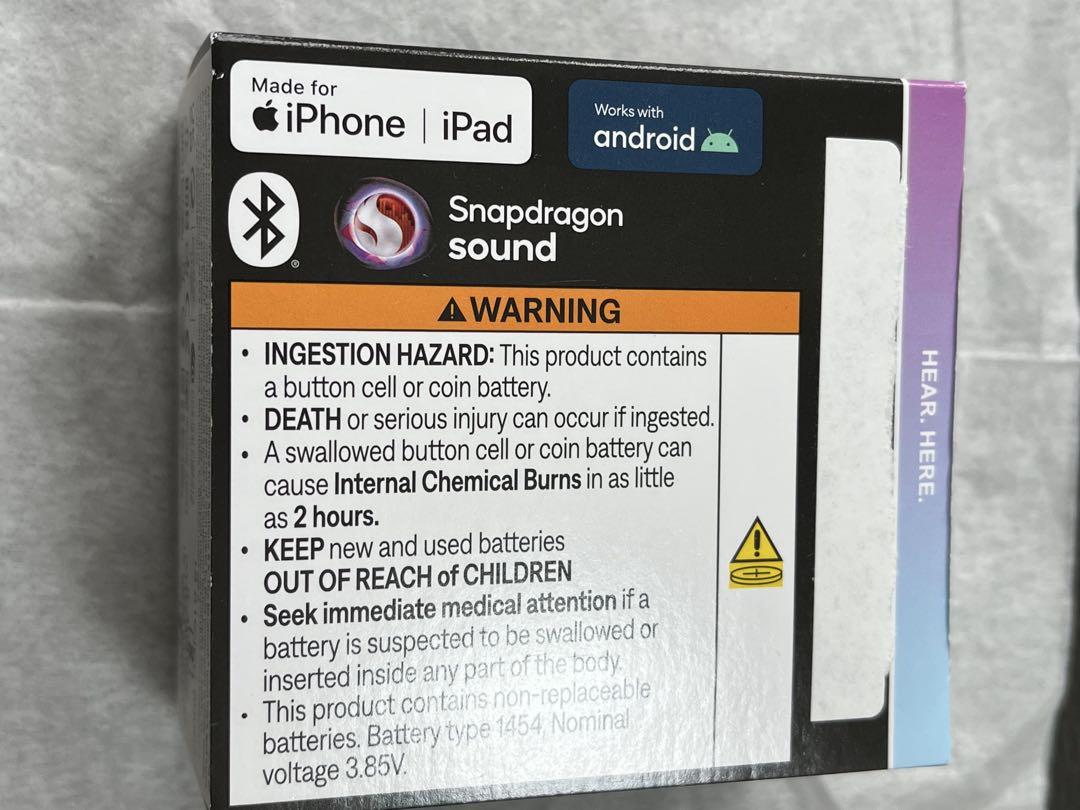 Made for
iPhone | iPad
Works with
android
Snapdragon
sound
®
WARNING
• INGESTION HAZARD: This product contains
a button cell or coin battery.
• DEATH or serious injury can occur if ingested.
• A swallowed button cell or coin battery can
cause Internal Chemical Burns in as little
as 2 hours.
• KEEP new and used batteries
OUT OF REACH of CHILDREN
• Seek immediate medical attention if a
battery is suspected to be swallowed or
inserted inside any part of the body.
• This product contains non-replaceable
batteries. Battery type 1454, Nominal
voltage 3.85V.
HEAR. HERE.